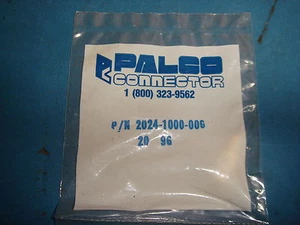 PALCO
CONNECTOR
1 (800) 323-9562
P/N 2024-1000-006
20 96